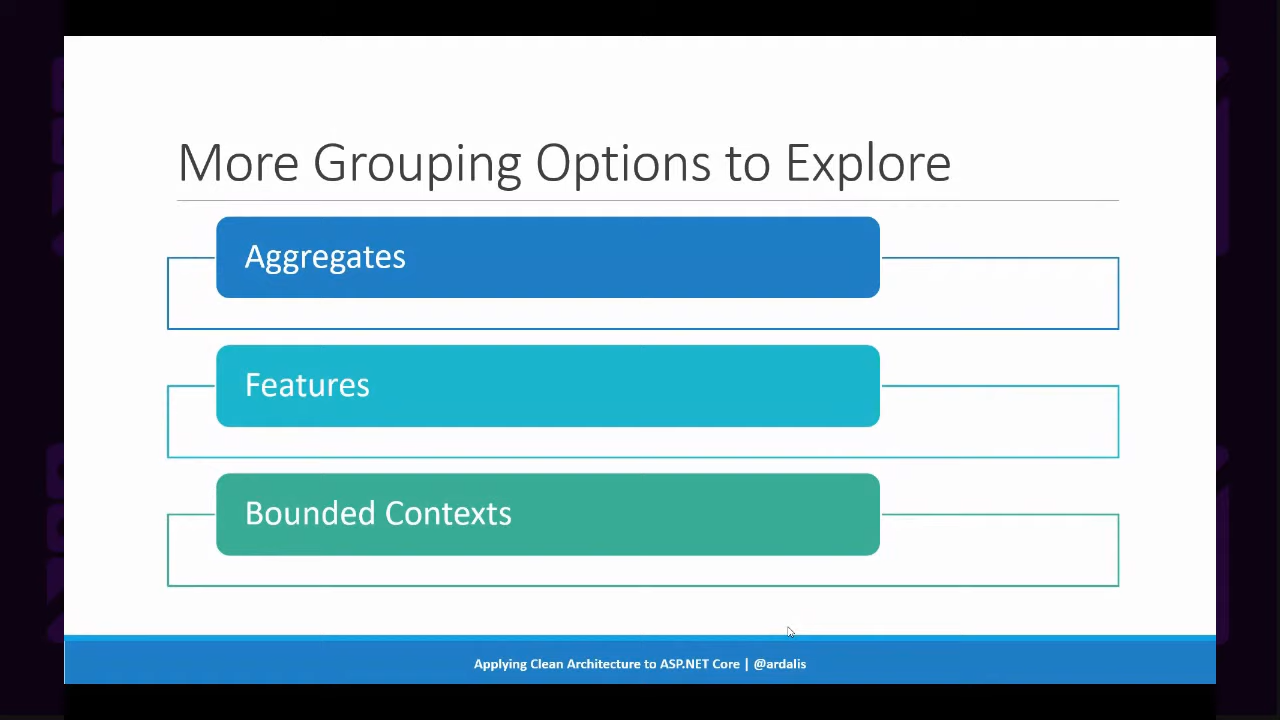 More Grouping Options to Explore
Aggregates
Features
Bounded Contexts
Applying Clean Architecture to ASP.NET Core | @ardalis